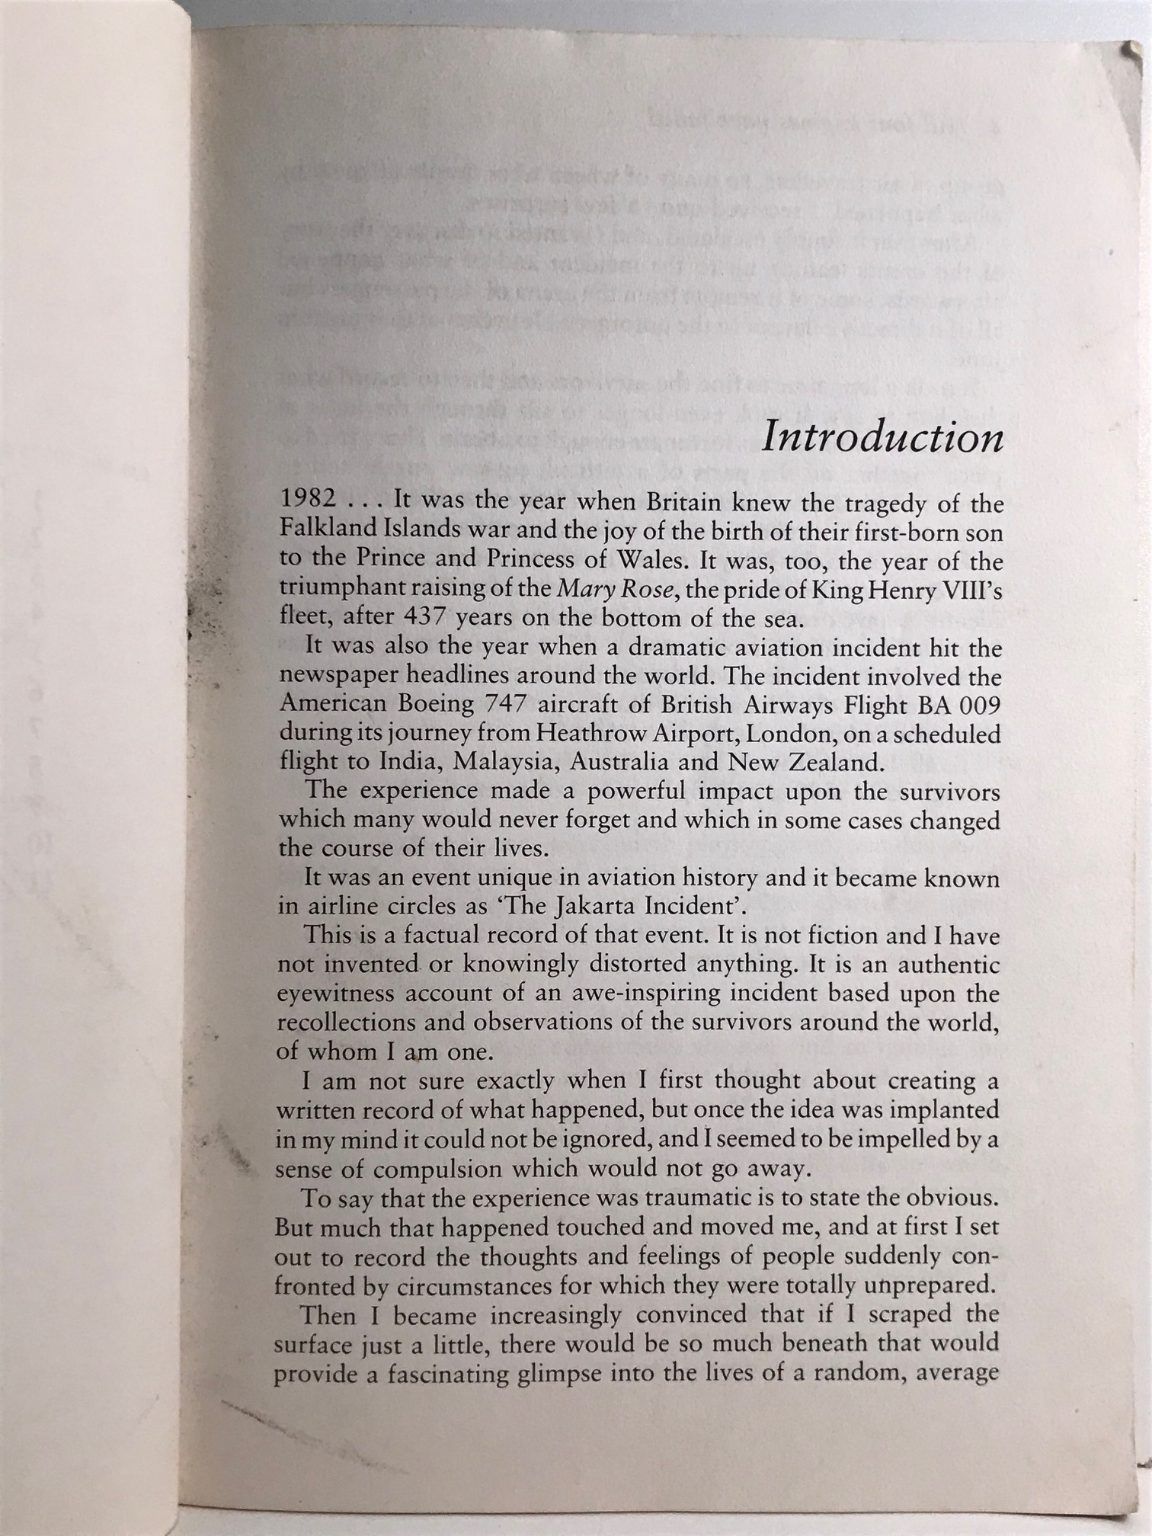 Introduction
1982 . . . It was the year when Britain knew the tragedy of the
Falkland Islands war and the joy of the birth of their first-born son
to the Prince and Princess of Wales. It was, too, the year of the
triumphant raising of the Mary Rose, the pride of King Henry VIII's
fleet, after 437 years on the bottom of the sea.
It was also the year when a dramatic aviation incident hit the
newspaper headlines around the world. The incident involved the
American Boeing 747 aircraft of British Airways Flight BA 009
during its journey from Heathrow Airport, London, on a scheduled
flight to India, Malaysia, Australia and New Zealand.
The experience made a powerful impact upon the survivors
which many would never forget and which in some cases changed
the course of their lives.
It was an event unique in aviation history and it became known
in airline circles as 'The Jakarta Incident'.
This is a factual record of that event. It is not fiction and I have
not invented or knowingly distorted anything. It is an authentic
eyewitness account of an awe-inspiring incident based upon the
recollections and observations of the survivors around the world,
of whom I am one.
I am not sure exactly when I first thought about creating a
written record of what happened, but once the idea was implanted
in my mind it could not be ignored, and I seemed to be impelled by a
sense of compulsion which would not go away.
To say that the experience was traumatic is to state the obvious.
But much that happened touched and moved me, and at first I set
out to record the thoughts and feelings of people suddenly con-
fronted by circumstances for which they were totally unprepared.
Then I became increasingly convinced that if I scraped the
surface just a little, there would be so much beneath that would
provide a fascinating glimpse into the lives of a random, average